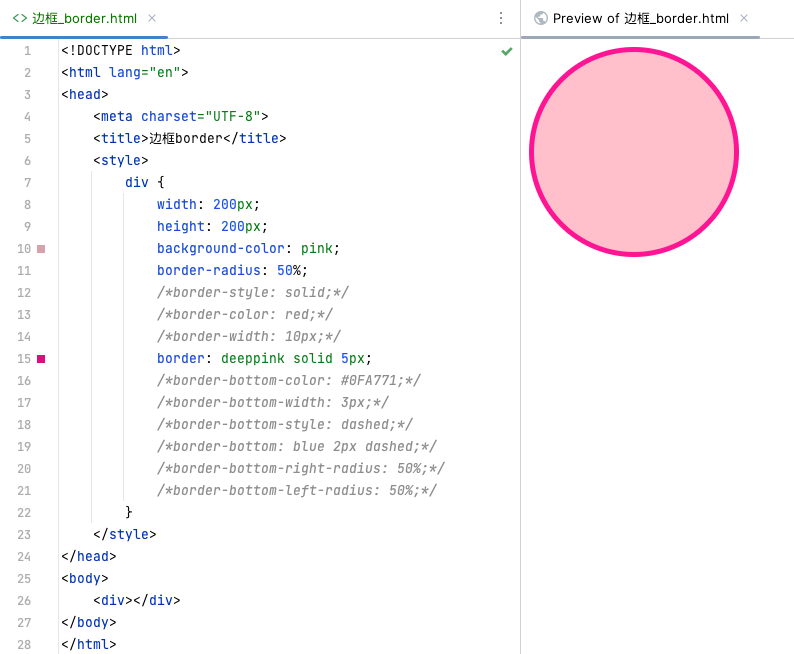 边框_border.html
Preview of 边框_border.html
1 <!DOCTYPE html>
2 <html lang="en">
3 <head>
4 <meta charset="UTF-8">
5 <title>边框border</title>
6 <style>
7 div {
8 width: 200px;
9 height: 200px;
10 background-color: pink;
11 border-radius: 50%;
12 /*border-style: solid;*/
13 /*border-color: red;*/
14 /*border-width: 10px;*/
15 border: deeppink solid 5px;
16 /*border-bottom-color: #0FA771;*/
17 /*border-bottom-width: 3px;*/
18 /*border-bottom-style: dashed;*/
19 /*border-bottom: blue 2px dashed;*/
20 /*border-bottom-right-radius: 50%;*/
21 /*border-bottom-left-radius: 50%;*/
22 }
23 </style>
24 </head>
25 <body>
26 <div></div>
27 </body>
28 </html>